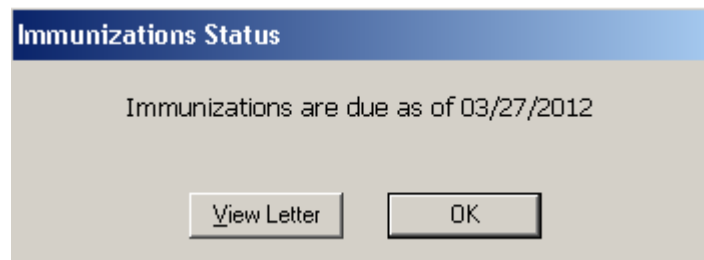 Immunizations Status
Immunizations are due as of 03/27/2012
View Letter
OK